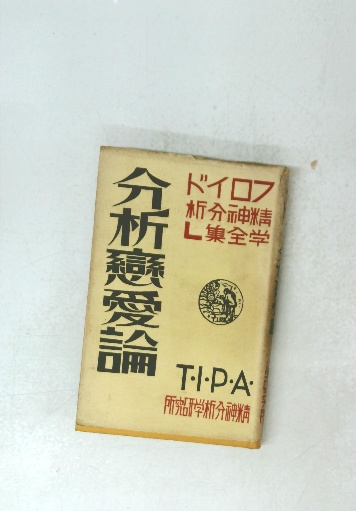 フロイド
精神分析
学全集
分析戀愛論
T·I·P·A·
精神分析学研究所